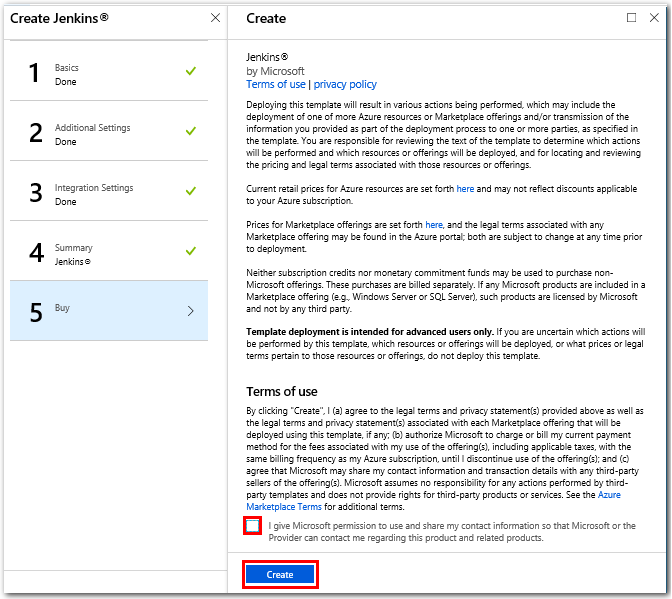 Create Jenkins®
1
Basics
Done
2
Additional Settings
Done
3
Integration Settings
Done
4
Summary
Jenkins®
5
Buy
Create
Jenkins®
by Microsoft
Terms of use | privacy policy
Deploying this template will result in various actions being performed, which may include the
deployment of one of more Azure resources or Marketplace offerings and/or transmission of the
information you provided as part of the deployment process to one or more parties, as specified in
the template. You are responsible for reviewing the text of the template to determine which actions
will be performed and which resources or offerings will be deployed, and for locating and reviewing
the pricing and legal terms associated with those resources or offerings.
Current retail prices for Azure resources are set forth here and may not reflect discounts applicable
to your Azure subscription.
Prices for Marketplace offerings are set forth here, and the legal terms associated with any
Marketplace offering may be found in the Azure portal; both are subject to change at any time prior
to deployment.
Neither subscription credits nor monetary commitment funds may be used to purchase non-
Microsoft offerings. These purchases are billed separately. If any Microsoft products are included in a
Marketplace offering (e.g., Windows Server or SQL Server), such products are licensed by Microsoft
and not by any third party.
Template deployment is intended for advanced users only. If you are uncertain which actions will
be performed by this template, which resources or offerings will be deployed, or what prices or legal
terms pertain to those resources or offerings, do not deploy this template.
Terms of use
By clicking "Create", I (a) agree to the legal terms and privacy statement(s) provided above as well as
the legal terms and privacy statement(s) associated with each Marketplace offering that will be
deployed using this template, if any; (b) authorize Microsoft to charge or bill my current payment
method for the fees associated with my use of the offering(s), including applicable taxes, with the
same billing frequency as my Azure subscription, until I discontinue use of the offering(s); and (c)
agree that Microsoft may share my contact information and transaction details with any third-party
sellers of the offering(s). Microsoft assumes no responsibility for any actions performed by third-
party templates and does not provide rights for third-party products or services. See the Azure
Marketplace Terms for additional terms.
I give Microsoft permission to use and share my contact information so that Microsoft or the
Provider can contact me regarding this product and related products.
Create